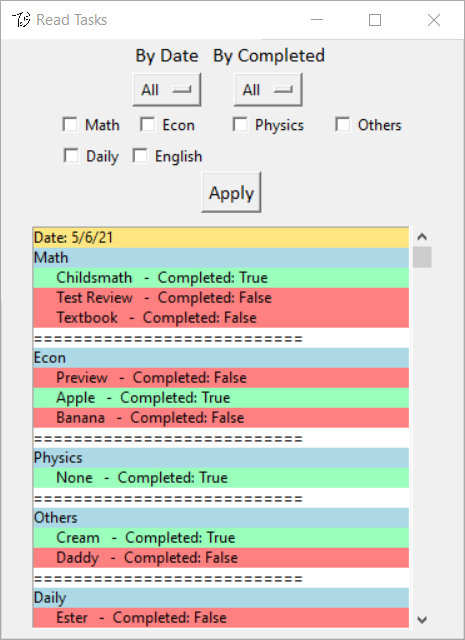 Read Tasks
By Date By Completed
All All
Math Econ Physics Others
Daily English
Apply
Date: 5/6/21
Math
Childsmath - Completed: True
Test Review - Completed: False
Textbook - Completed: False
===========================
Econ
Preview - Completed: False
Apple - Completed: True
Banana - Completed: False
===========================
Physics
None - Completed: True
===========================
Others
Cream - Completed: True
Daddy - Completed: False
===========================
Daily
Ester - Completed: False